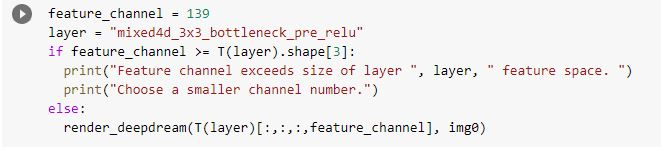 feature_channel = 139
layer = "mixed4d_3x3_bottleneck_pre_relu"
if feature_channel >= T(layer).shape[3]:
  print("Feature channel exceeds size of layer ", layer, " feature space. ")
  print("Choose a smaller channel number.")
else:
  render_deepdream(T(layer)[:,:,:,feature_channel], img0)